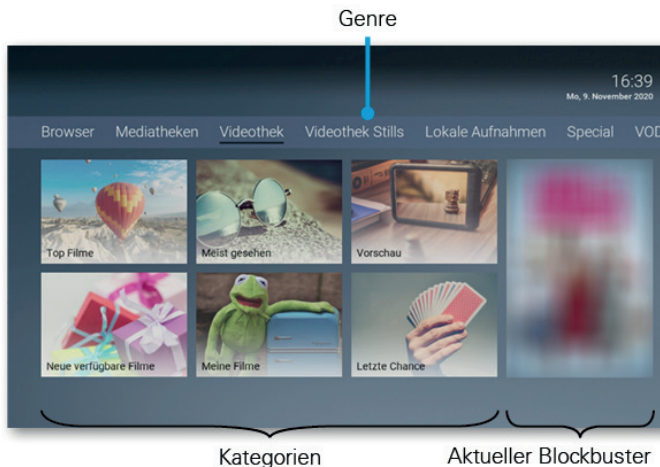 Genre
16:39
Mo, 9. November 2020
Browser Mediatheken Videothek Videothek Stills Lokale Aufnahmen Special VOD
Top Filme Meist gesehen Vorschau
Neue verfügbare Filme Meine Filme Letzte Chance
Kategorien Aktueller Blockbuster